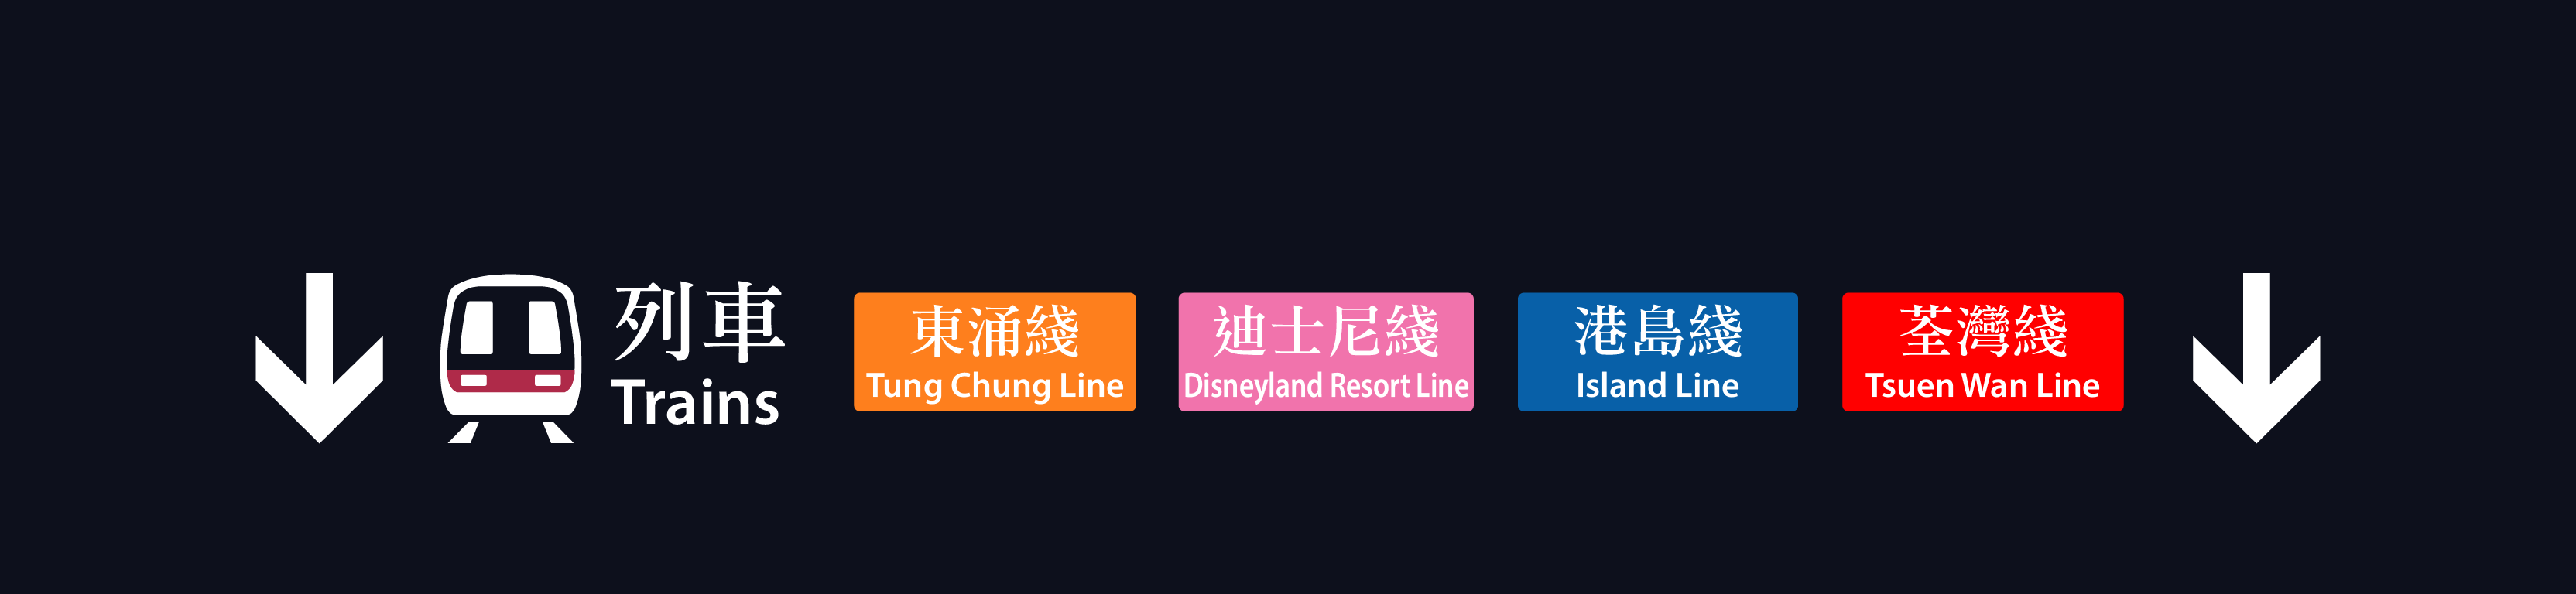 列車
Trains
東涌綫
Tung Chung Line
迪士尼綫
Disneyland Resort Line
港島綫
Island Line
荃灣綫
Tsuen Wan Line